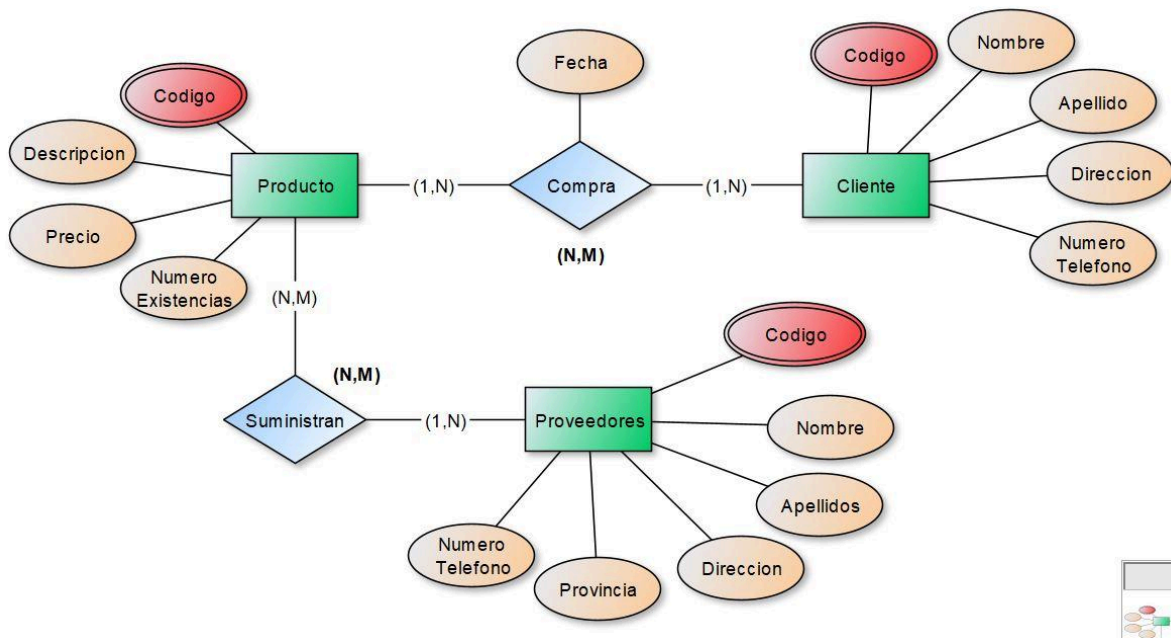 Codigo
Descripcion
Precio
Numero
Existencias
Producto
(1,N)
Fecha
Compra
(N,M)
(1,N)
Cliente
Codigo
Nombre
Apellido
Direccion
Numero
Telefono
(N,M)
(N,M)
Suministran
(1,N)
Proveedores
Codigo
Nombre
Apellidos
Direccion
Provincia
Numero
Telefono